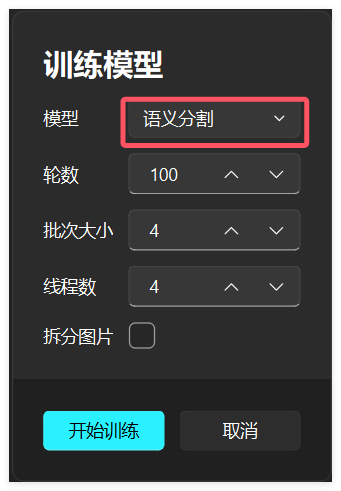 训练模型
模型 语义分割
轮数 100
批次大小 4
线程数 4
拆分图片
开始训练 取消